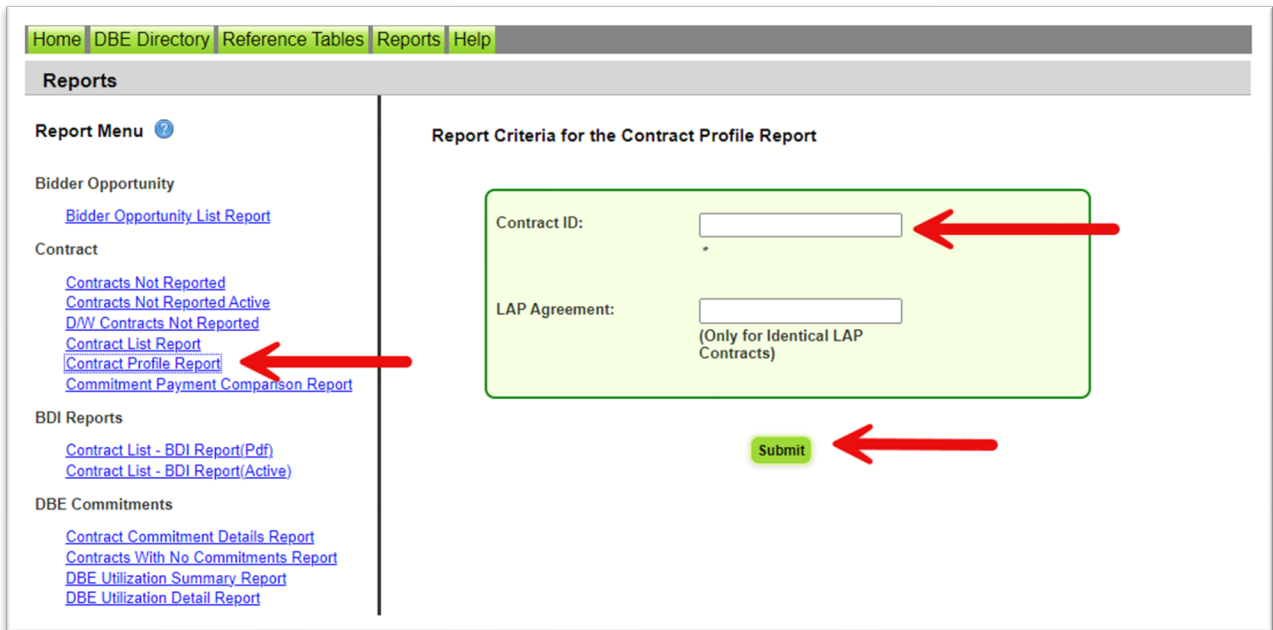 Home DBE Directory Reference Tables Reports Help
Reports
Report Menu ?
Bidder Opportunity
Bidder Opportunity List Report
Contract
Contracts Not Reported
Contracts Not Reported Active
D/W Contracts Not Reported
Contract List Report
Contract Profile Report
Commitment Payment Comparison Report
BDI Reports
Contract List - BDI Report(Pdf)
Contract List - BDI Report(Active)
DBE Commitments
Contract Commitment Details Report
Contracts With No Commitments Report
DBE Utilization Summary Report
DBE Utilization Detail Report
Report Criteria for the Contract Profile Report
Contract ID:
*
LAP Agreement:
(Only for Identical LAP
Contracts)
Submit